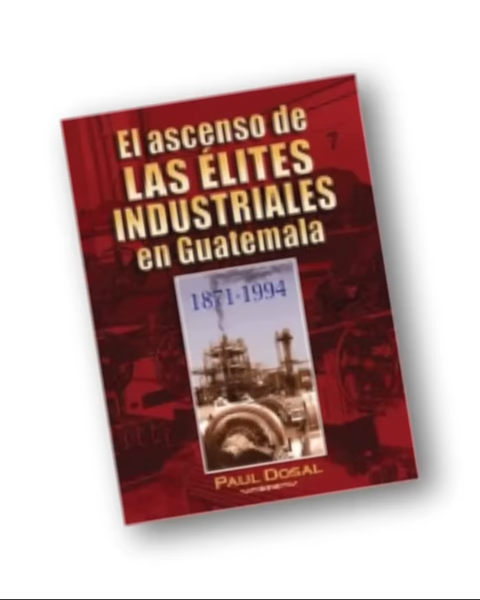 El ascenso de
LAS ÉLITES
INDUSTRIALES
en Guatemala
1871-1994
PAUL DOSAL